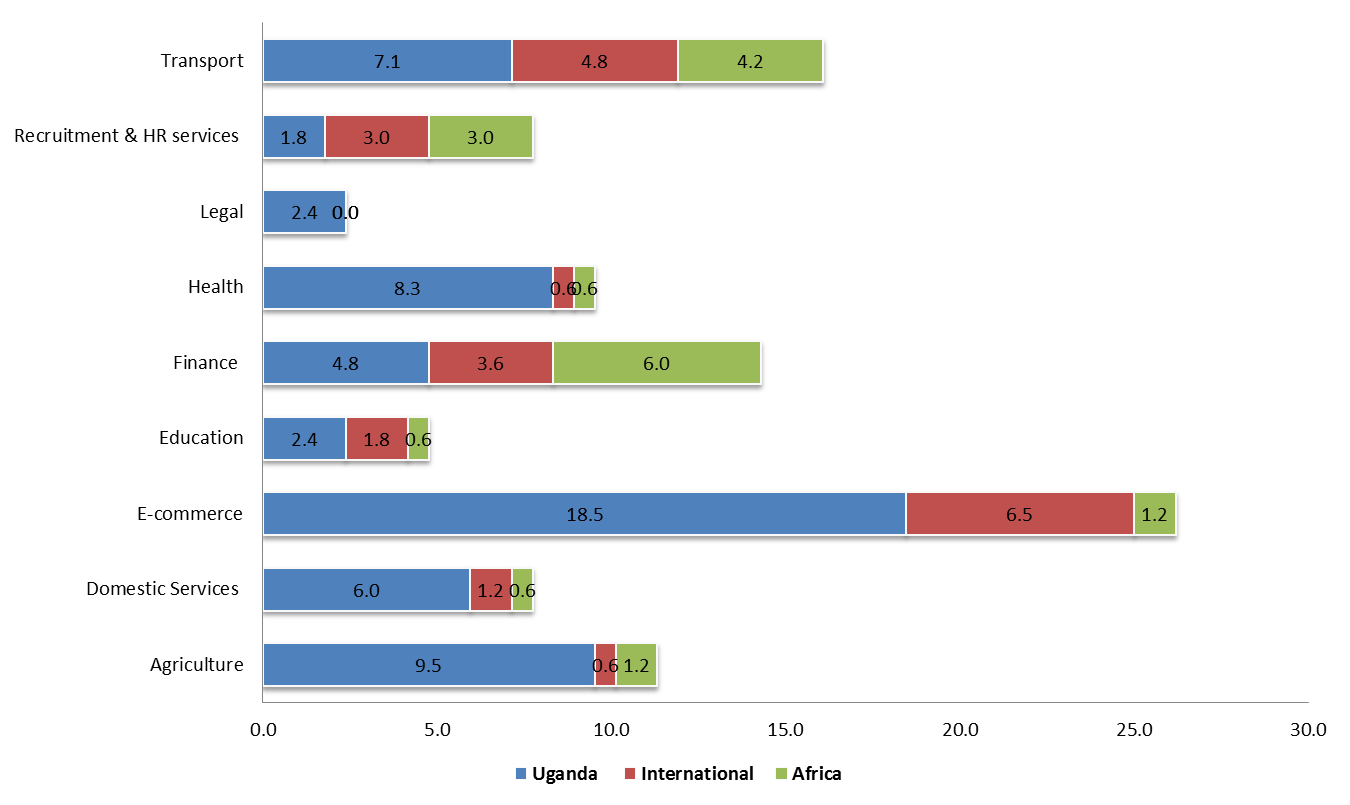 Transport 7.1 4.8 4.2
Recruitment & HR services 1.8 3.0 3.0
Legal 2.4 0.0
Health 8.3 0.6 0.6
Finance 4.8 3.6 6.0
Education 2.4 1.8 0.6
E-commerce 18.5 6.5 1.2
Domestic Services 6.0 1.2 0.6
Agriculture 9.5 0.6 1.2
0.0 5.0 10.0 15.0 20.0 25.0 30.0
Uganda International Africa